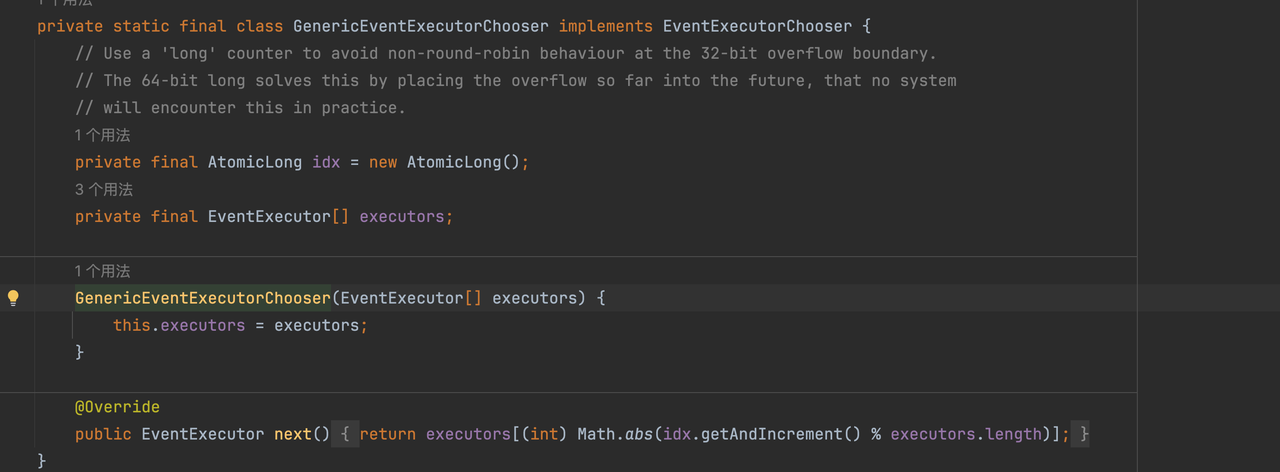 1 个用法
private static final class GenericEventExecutorChooser implements EventExecutorChooser {
// Use a 'long' counter to avoid non-round-robin behaviour at the 32-bit overflow boundary.
// The 64-bit long solves this by placing the overflow so far into the future, that no system
// will encounter this in practice.
1 个用法
private final AtomicLong idx = new AtomicLong();
3 个用法
private final EventExecutor[] executors;
1 个用法
GenericEventExecutorChooser(EventExecutor[] executors) {
this.executors = executors;
}
@Override
public EventExecutor next() { return executors[(int) Math.abs(idx.getAndIncrement() % executors.length)]; }
}